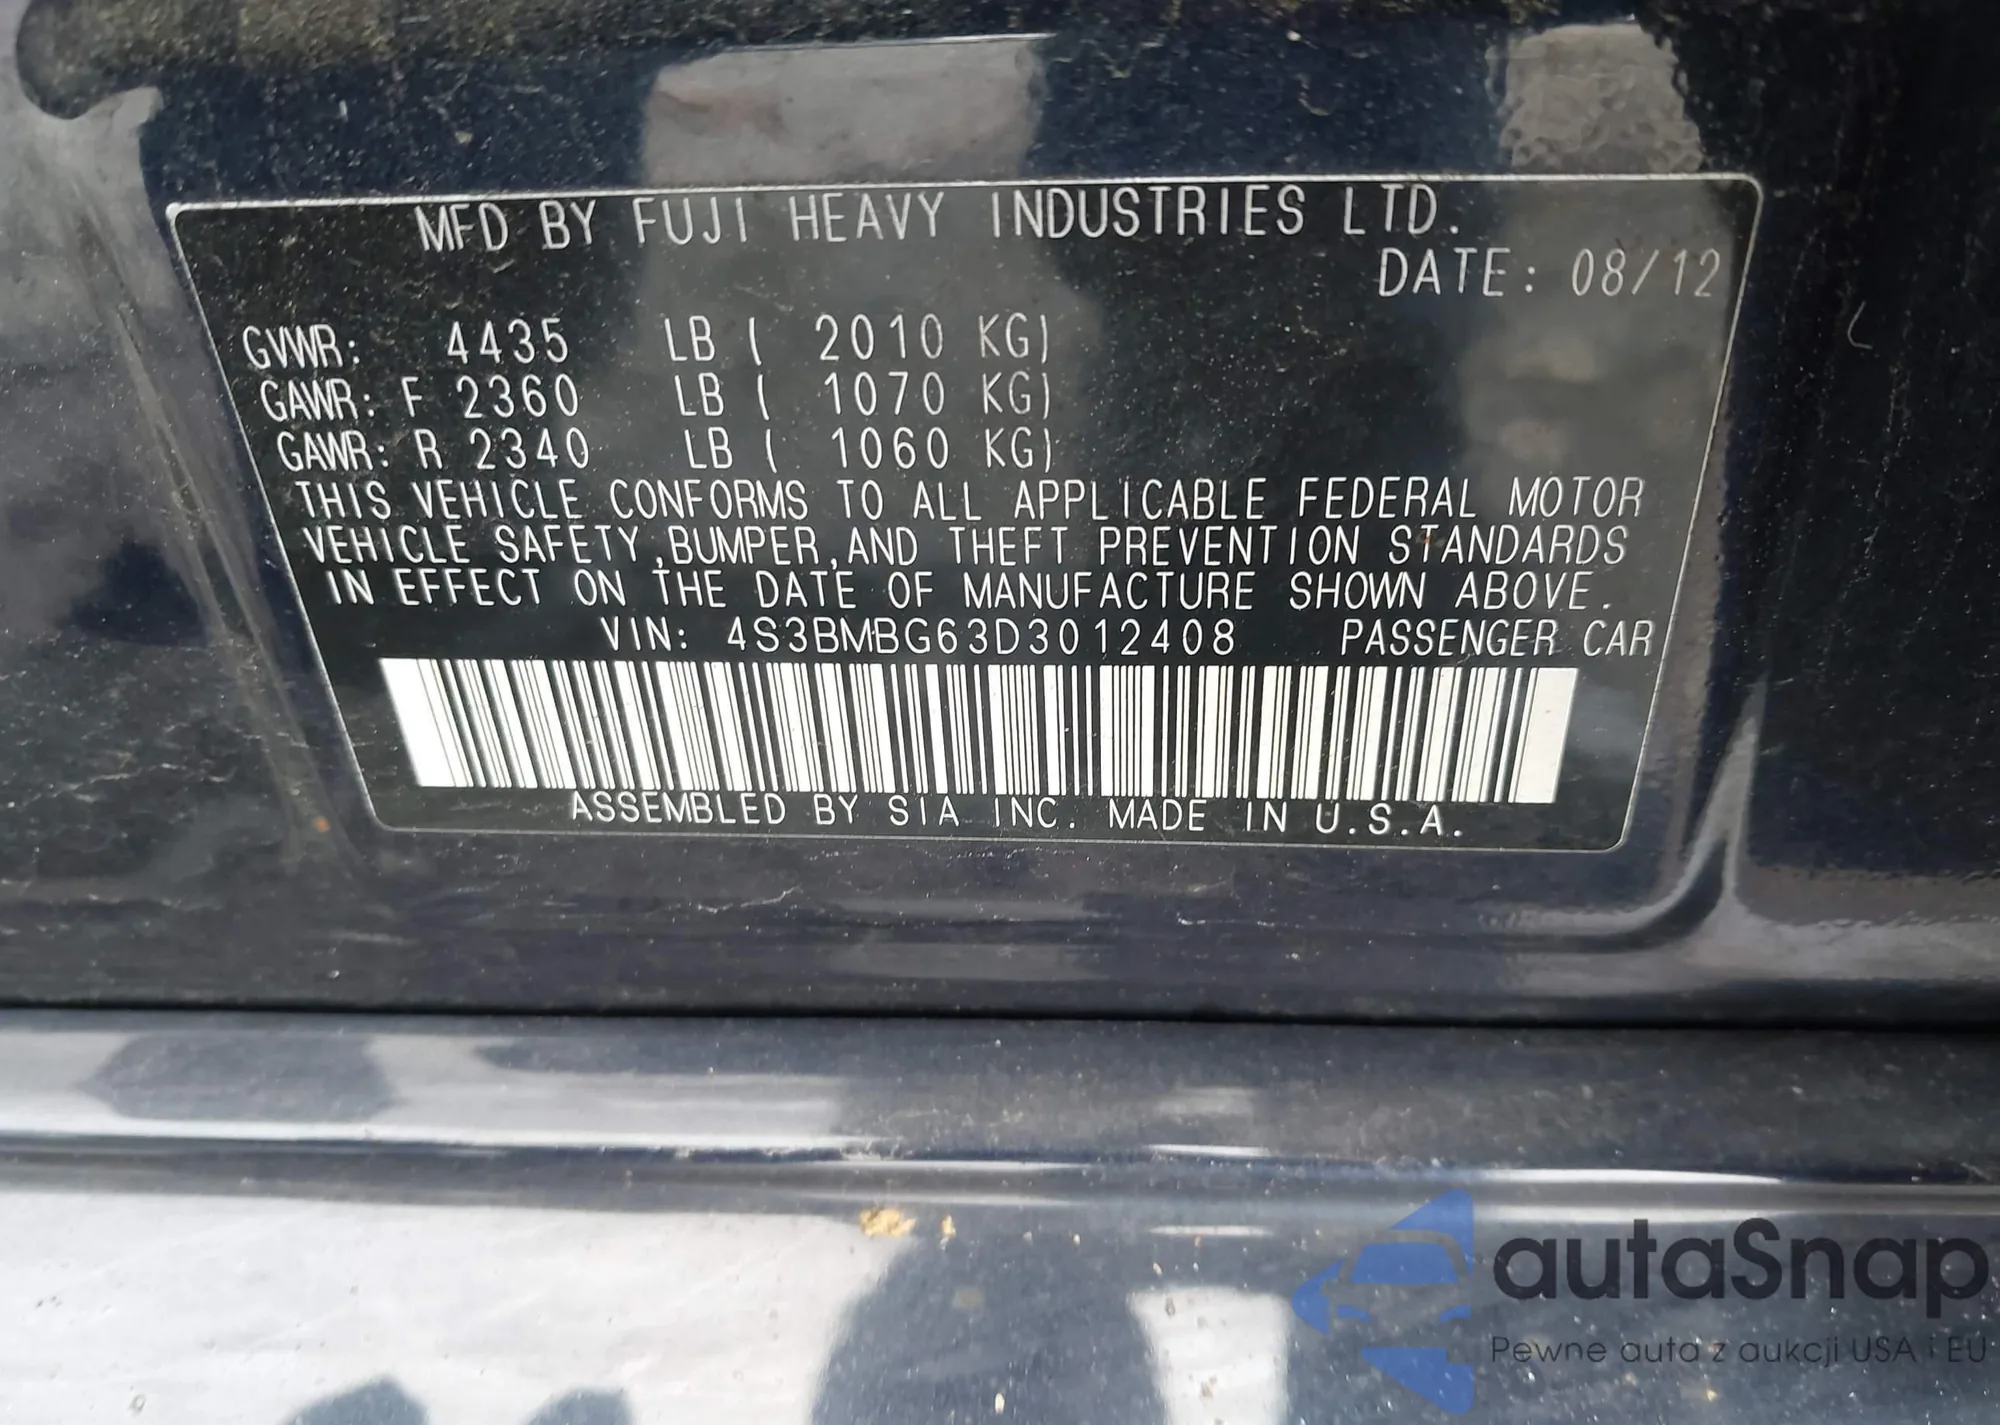 MFD BY FUJI HEAVY INDUSTRIES LTD.
DATE: 08/12
GVWR: 4435 LB ( 2010 KG)
GAWR: F 2360 LB ( 1070 KG)
GAWR: R 2340 LB ( 1060 KG)
THIS VEHICLE CONFORMS TO ALL APPLICABLE FEDERAL MOTOR
VEHICLE SAFETY,BUMPER,AND THEFT PREVENTION STANDARDS
IN EFFECT ON THE DATE OF MANUFACTURE SHOWN ABOVE.
VIN: 4S3BMBG63D3012408 PASSENGER CAR
ASSEMBLED BY SIA INC. MADE IN U.S.A.
autaSnap
Pewne auta z aukcji USA i EU